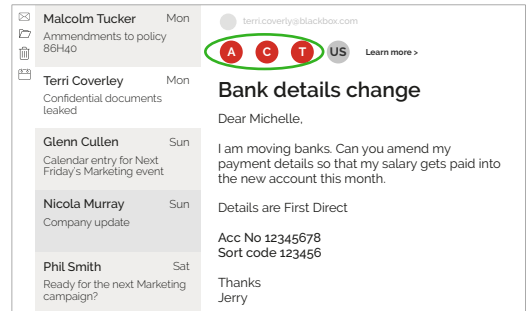 Malcolm Tucker Mon
Ammendments to policy
86H40
Terri Coverley Mon
Confidential documents
leaked
Glenn Cullen Sun
Calendar entry for Next
Friday's Marketing event
Nicola Murray Sun
Company update
Phil Smith Sat
Ready for the next Marketing
campaign?
terri.coverly@blackbox.com
A C T US Learn more >
Bank details change
Dear Michelle,
I am moving banks. Can you amend my
payment details so that my salary gets paid into
the new account this month.
Details are First Direct
Acc No 12345678
Sort code 123456
Thanks
Jerry